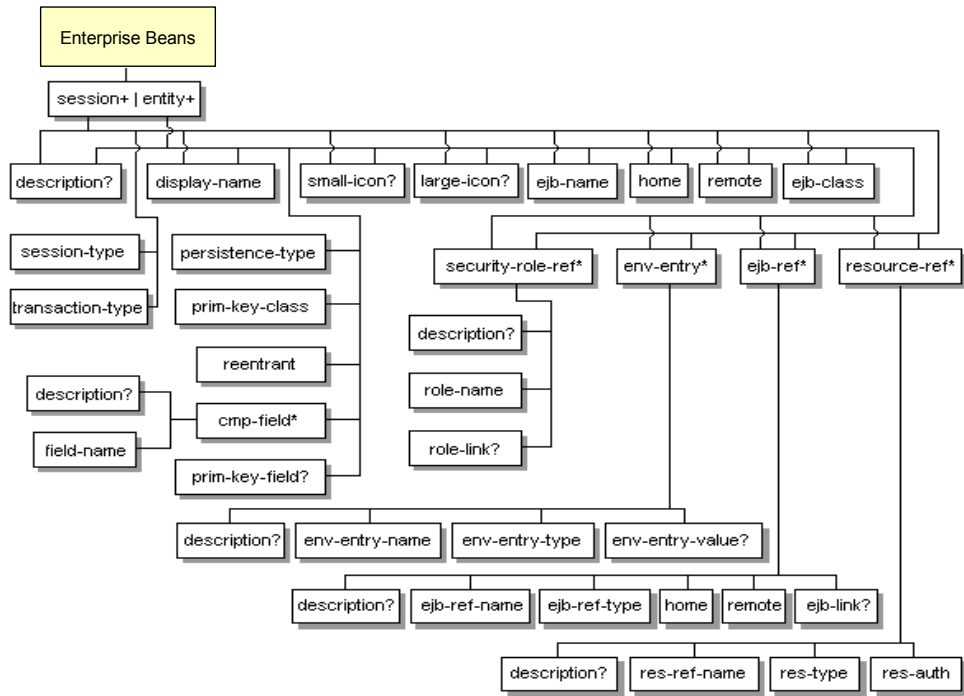 Enterprise Beans
session+ | entity+
description?
display-name
small-icon?
large-icon?
ejb-name
home
remote
ejb-class
session-type
persistence-type
security-role-ref*
env-entry*
ejb-ref*
resource-ref*
transaction-type
prim-key-class
description?
reentrant
role-name
description?
cmp-field*
role-link?
field-name
prim-key-field?
description?
env-entry-name
env-entry-type
env-entry-value?
description?
ejb-ref-name
ejb-ref-type
home
remote
ejb-link?
description?
res-ref-name
res-type
res-auth